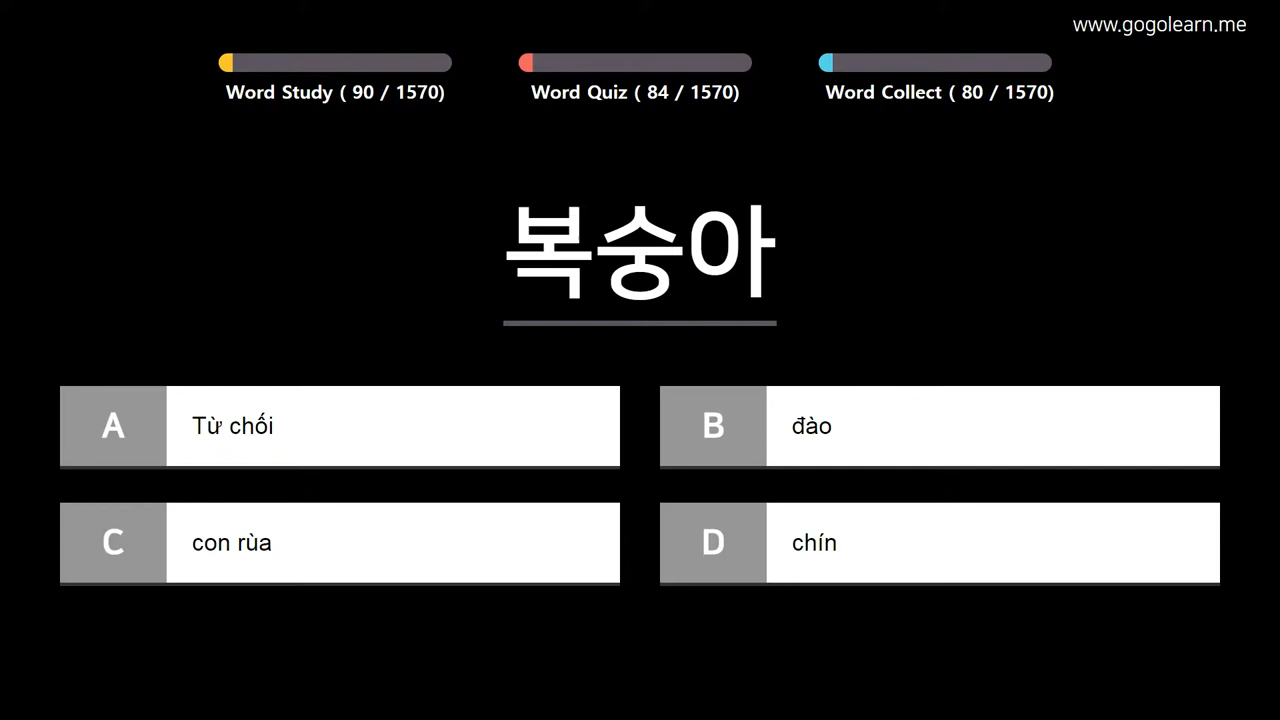 www.gogolearn.me
Word Study ( 90 / 1570)
Word Quiz ( 84 / 1570)
Word Collect ( 80 / 1570)
복숭아
A Từ chối
B đào
C con rùa
D chín